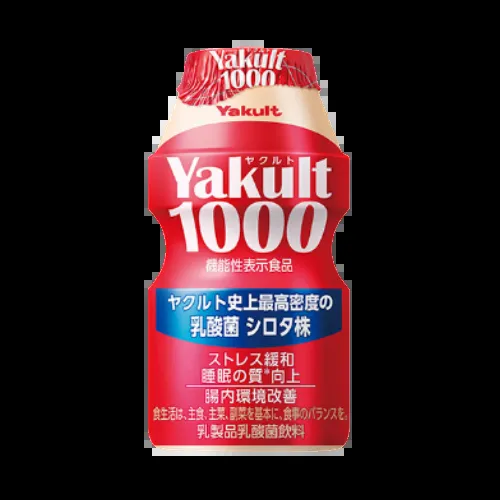 Yakult
1000
Yakult
ヤクルト
Yakult
1000
機能性表示食品
ヤクルト史上最高密度の
乳酸菌 シロタ株
ストレス緩和
睡眠の質※向上
腸内環境改善
食生活は、主食、主菜、副菜を基本に、食事のバランスを。
乳製品乳酸菌飲料